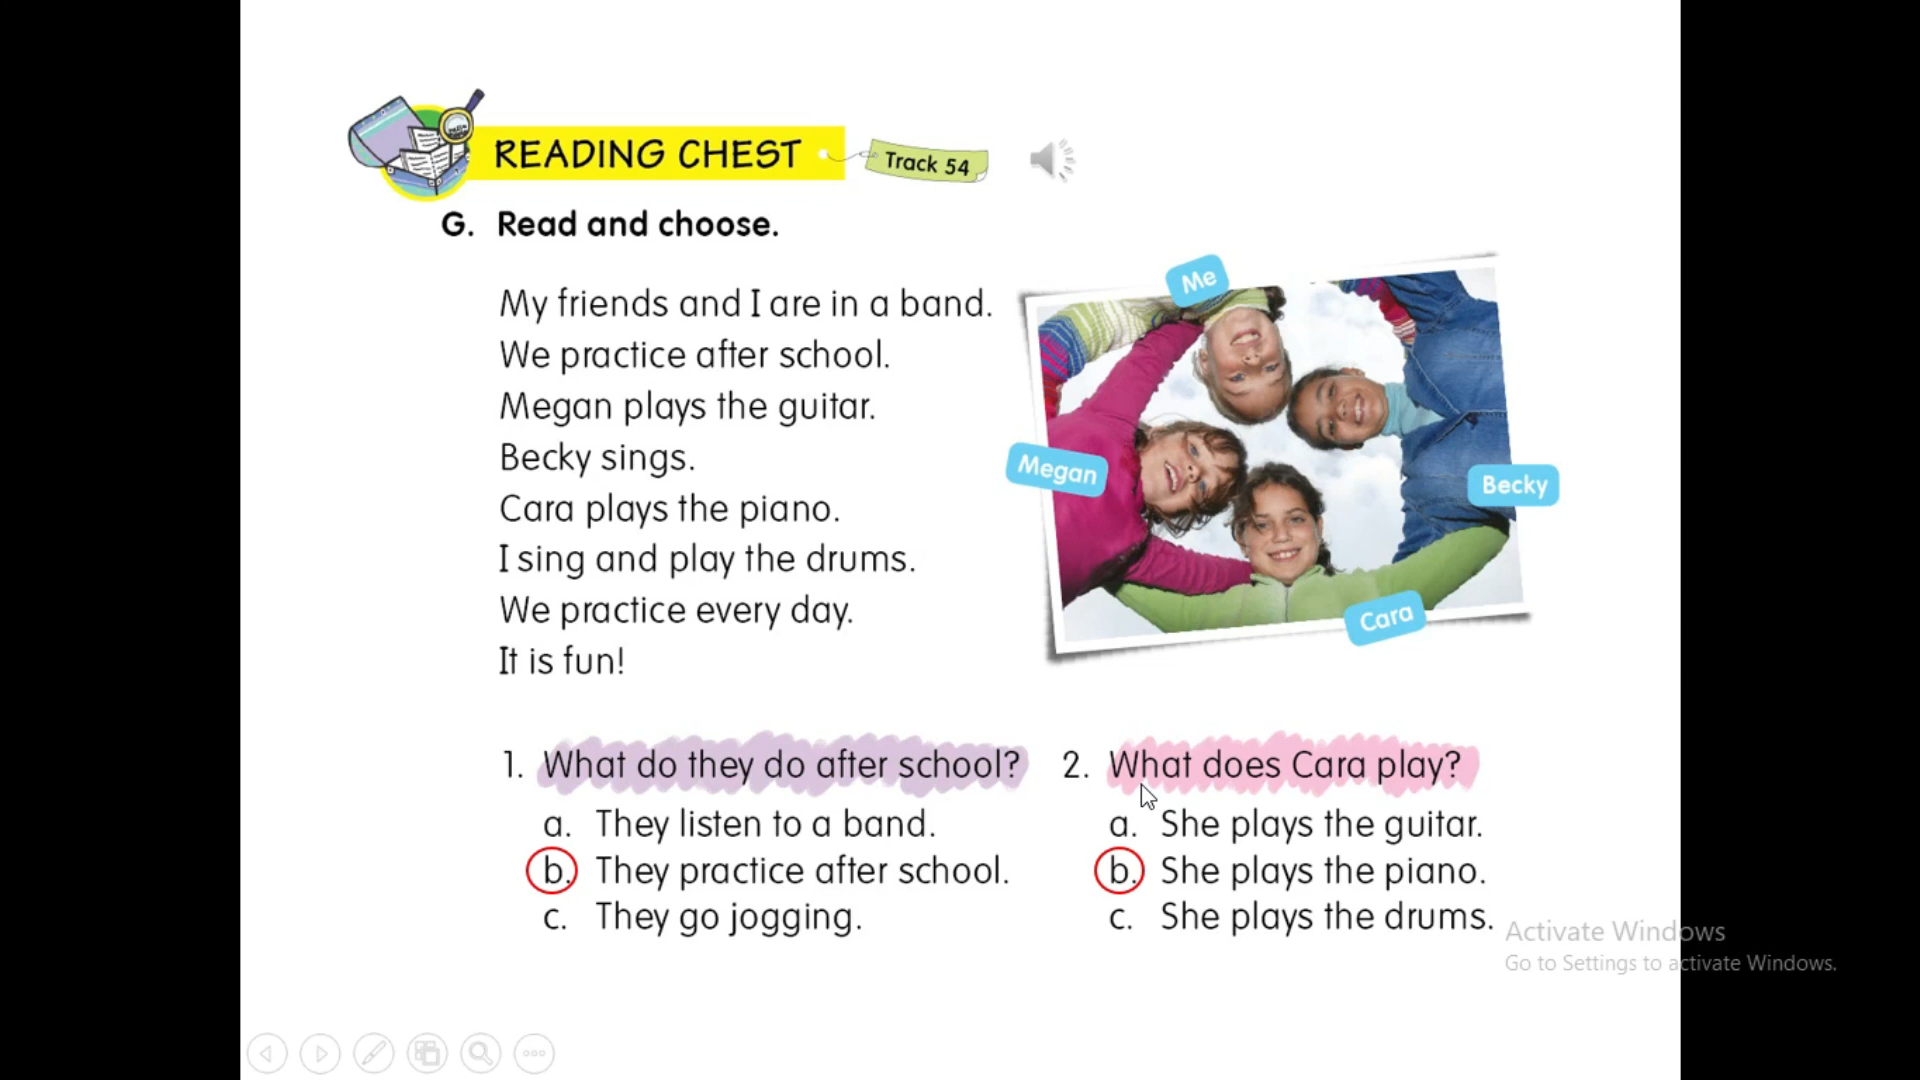 READING CHEST
Track 54
G. Read and choose.
My friends and I are in a band.
We practice after school.
Megan plays the guitar.
Becky sings.
Cara plays the piano.
I sing and play the drums.
We practice every day.
It is fun!
Me
Megan
Becky
Cara
1. What do they do after school?
a. They listen to a band.
b. They practice after school.
c. They go jogging.
2. What does Cara play?
a. She plays the guitar.
b. She plays the piano.
c. She plays the drums.
Activate Windows
Go to Settings to activate Windows.